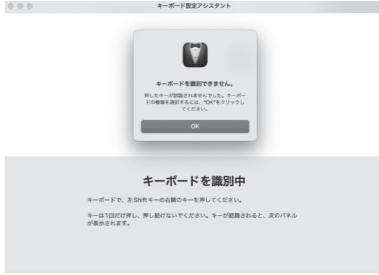 キーボード設定アシスタント
キーボードを識別できません。
押したキーが認識されませんでした。キーボー
ドの種類を選択するには、"OK"をクリックし
てください。
OK
キーボードを識別中
キーボードで、左Shiftキーの右隣のキーを押してください。
キーは1回だけ押し、押し続けないでください。キーが認識されると、次のパネル
が表示されます。